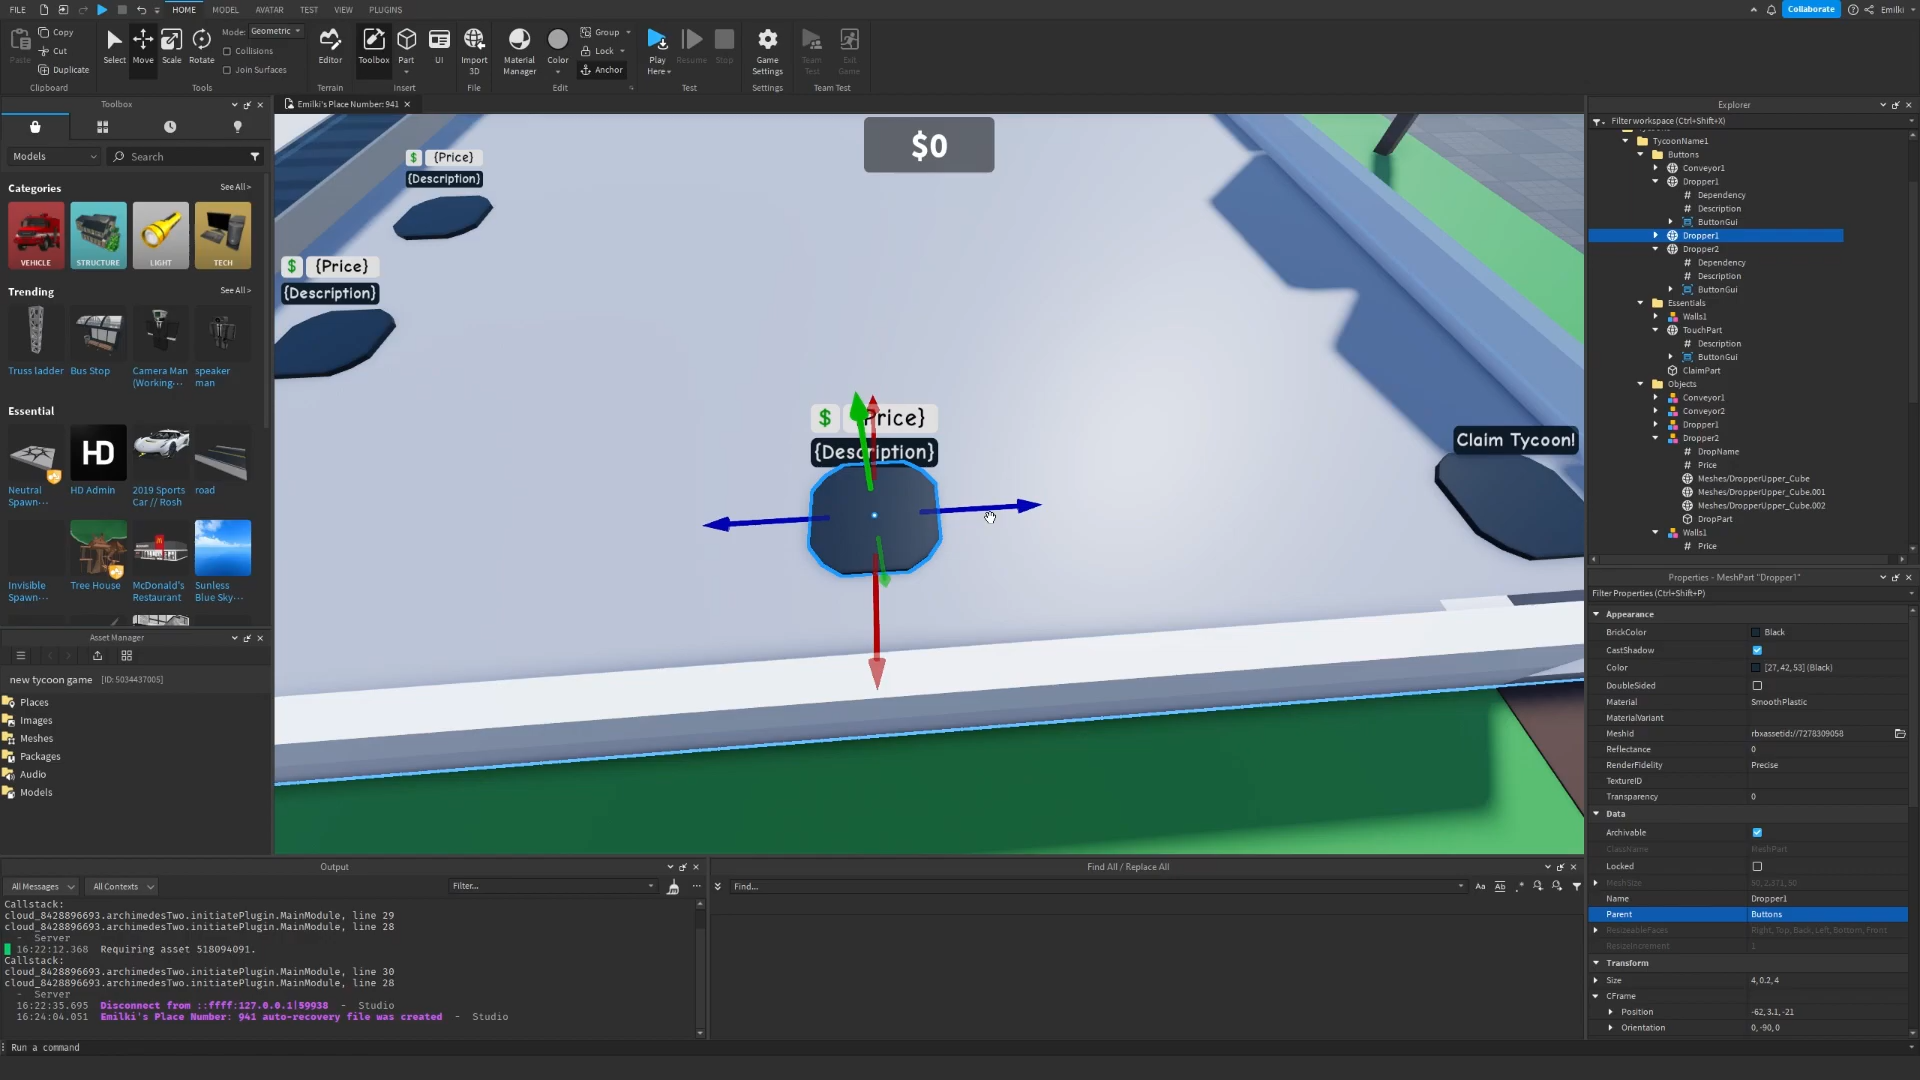 FILE
HOME
MODEL
AVATAR
TEST
VIEW
PLUGINS
Collaborate
Emilki
Paste
Copy
Cut
Duplicate
Clipboard
Select
Move
Scale
Rotate
Mode: Geometric
Collisions
Join Surfaces
Tools
Editor
Terrain
Toolbox
Part
UI
Insert
Import
3D
File
Material
Manager
Color
Group
Lock
Anchor
Edit
Play
Here
Resume
Stop
Test
Game
Settings
Settings
Team
Test
Exit
Game
Team Test
Toolbox
Models
Search
Categories
See All >
VEHICLE
STRUCTURE
LIGHT
TECH
Trending
See All >
Truss ladder
Bus Stop
Camera Man
(Working-···
speaker
man
Essential
Neutral
Spawn-···
HD
HD Admin
2019 Sports
Car // Rosh
road
Invisible
Spawn-···
Tree House
McDonald's
Restaurant
Sunless
Blue Sky···
Asset Manager
new tycoon game [ID: 5034437005]
Places
Images
Meshes
Packages
Audio
Models
Emilki's Place Number: 941
$0
$ {Price}
{Description}
$ {Price}
{Description}
$ Price}
{Description}
Claim Tycoon!
Explorer
Filter workspace (Ctrl+Shift+X)
TycoonName1
Buttons
Conveyor1
Dropper1
Dependency
Description
ButtonGui
Dropper1
Dropper2
Dependency
Description
ButtonGui
Essentials
Walls1
TouchPart
Description
ButtonGui
ClaimPart
Objects
Conveyor1
Conveyor2
Dropper1
Dropper2
DropName
Price
Meshes/DropperUpper_Cube
Meshes/DropperUpper_Cube.001
Meshes/DropperUpper_Cube.002
DropPart
Walls1
Price
Properties - MeshPart "Dropper1"
Filter Properties (Ctrl+Shift+P)
Appearance
BrickColor Black
CastShadow
Color [27, 42, 53] (Black)
DoubleSided
Material SmoothPlastic
MaterialVariant
MeshId rbxassetid://7278309058
Reflectance 0
RenderFidelity Precise
TextureID
Transparency 0
Data
Archivable
ClassName MeshPart
Locked
MeshSize 50, 2.371, 50
Name Dropper1
Parent Buttons
ResizeableFaces Right, Top, Back, Left, Bottom, Front
ResizeIncrement 1
Transform
Size 4, 0.2, 4
CFrame
Position -62, 3.1, -21
Orientation 0, -90, 0
Output
All Messages
All Contexts
Filter...
Callstack:
cloud_8428896693.archimedesTwo.initiatePlugin.MainModule, line 29
cloud_8428896693.archimedesTwo.initiatePlugin.MainModule, line 28
- Server
16:22:12.368 Requiring asset 518094091.
Callstack:
cloud_8428896693.archimedesTwo.initiatePlugin.MainModule, line 30
cloud_8428896693.archimedesTwo.initiatePlugin.MainModule, line 28
- Server
16:22:35.695 Disconnect from ::ffff:127.0.0.1|59938 - Studio
16:24:04.051 Emilki's Place Number: 941 auto-recovery file was created - Studio
Find All / Replace All
Find...
Aa
Ab
Run a command